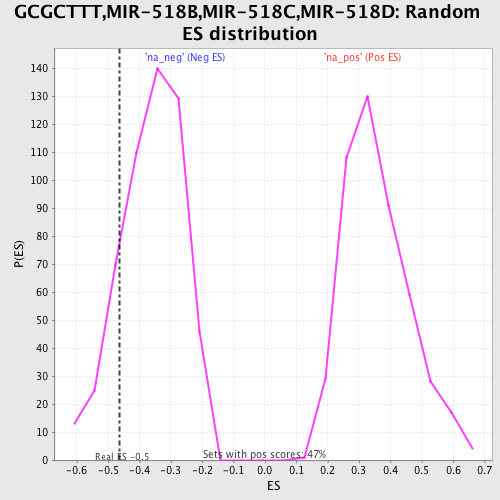 GCGCTTT,MIR-518B,MIR-518C,MIR-518D: Random
ES distribution
'na_neg' (Neg ES)
'na_pos' (Pos ES)
140
130
120
110
100
90
80
70
60
50
40
30
20
10
0
P(ES)
Real ES -0.5
Sets with pos scores: 47%
-0.6 -0.5 -0.4 -0.3 -0.2 -0.1 0.0 0.1 0.2 0.3 0.4 0.5 0.6 0.7
ES